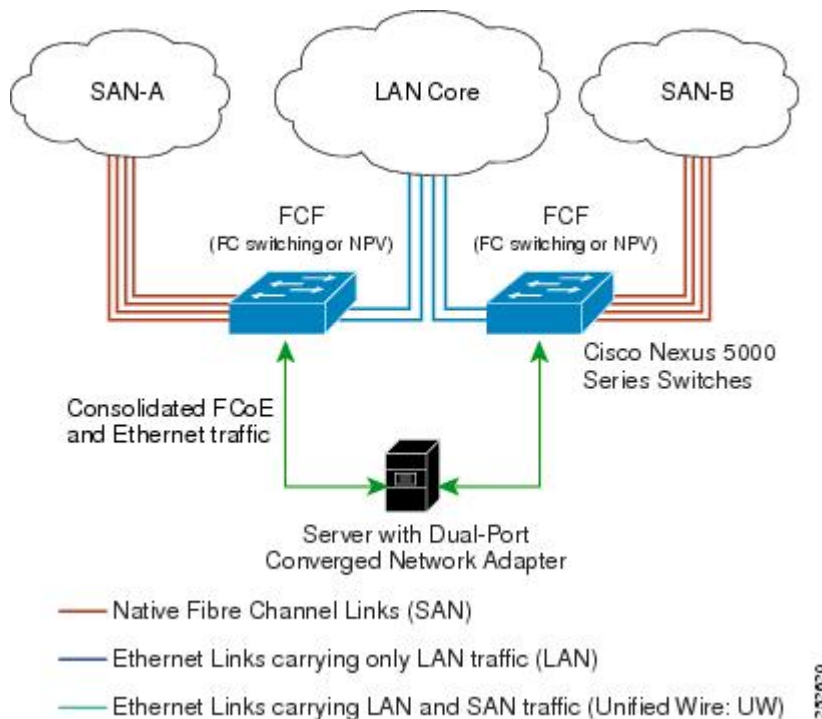 SAN-A
LAN Core
SAN-B
FCF
(FC switching or NPV)
FCF
(FC switching or NPV)
Cisco Nexus 5000
Series Switches
Consolidated FCoE
and Ethernet traffic
Server with Dual-Port
Converged Network Adapter
Native Fibre Channel Links (SAN)
Ethernet Links carrying only LAN traffic (LAN)
Ethernet Links carrying LAN and SAN traffic (Unified Wire: UW)